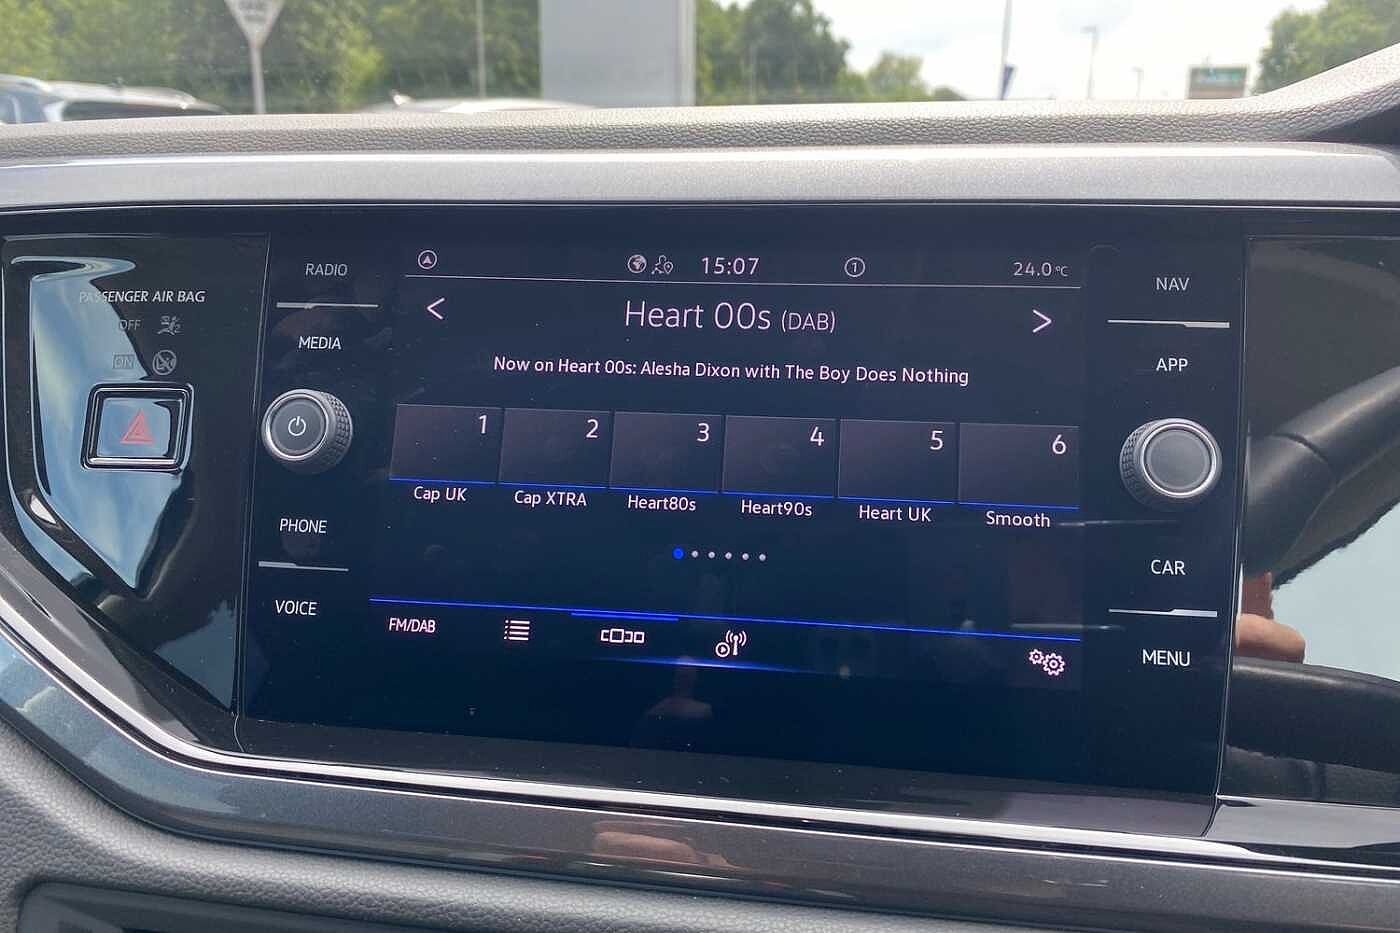 PASSENGER AIR BAG
OFF
ON
RADIO
MEDIA
PHONE
VOICE
15:07
1
24.0°C
< Heart 00s (DAB) >
Now on Heart 00s: Alesha Dixon with The Boy Does Nothing
1 2 3 4 5 6
Cap UK Cap XTRA Heart80s Heart90s Heart UK Smooth
FM/DAB
NAV
APP
CAR
MENU